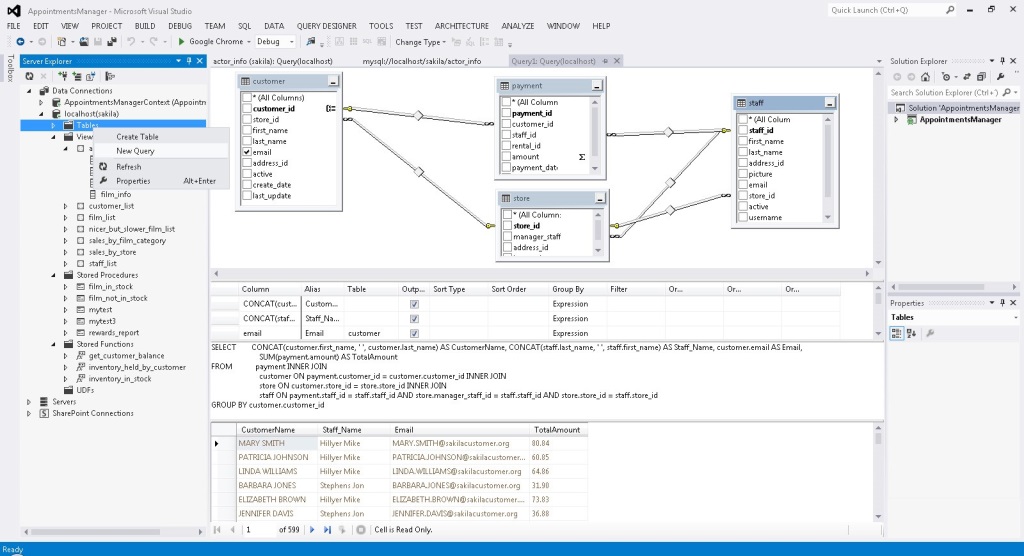 AppointmentsManager - Microsoft Visual Studio
Quick Launch (Ctrl+Q)
FILE EDIT VIEW PROJECT BUILD DEBUG TEAM SQL DATA QUERY DESIGNER TOOLS TEST ARCHITECTURE ANALYZE WINDOW HELP
Google Chrome Debug Change Type
Toolbox
Server Explorer
Data Connections
AppointmentsManagerContext (Appointm
localhost(sakila)
Tables
View
Create Table
New Query
Refresh
Properties Alt+Enter
a
film_info
customer_list
film_list
nicer_but_slower_film_list
sales_by_film_category
sales_by_store
staff_list
Stored Procedures
film_in_stock
film_not_in_stock
mytest
mytest3
rewards_report
Stored Functions
get_customer_balance
inventory_held_by_customer
inventory_in_stock
UDFs
Servers
SharePoint Connections
actor_info (sakila): Query(localhost) mysql://localhost/sakila/actor_info Query1: Query(localhost)
customer
* (All Columns)
customer_id
store_id
first_name
last_name
email
address_id
active
create_date
last_update
payment
* (All Column
payment_id
customer_id
staff_id
rental_id
amount
payment_dat
store
* (All Column:
store_id
manager_staff
address_id
staff
* (All Colum
staff_id
first_name
last_name
address_id
picture
email
store_id
active
username
Column Alias Table Outp... Sort Type Sort Order Group By Filter Or... Or... Or...
CONCAT(cust... Custom... Expression
CONCAT(staf... Staff_Na... Expression
email Email customer Expression
SELECT CONCAT(customer.first_name, ' ', customer.last_name) AS CustomerName, CONCAT(staff.last_name, ' ', staff.first_name) AS Staff_Name, customer.email AS Email,
SUM(payment.amount) AS TotalAmount
FROM payment INNER JOIN
customer ON payment.customer_id = customer.customer_id INNER JOIN
store ON customer.store_id = store.store_id INNER JOIN
staff ON payment.staff_id = staff.staff_id AND store.manager_staff_id = staff.staff_id AND store.store_id = staff.store_id
GROUP BY customer.customer_id
CustomerName Staff_Name Email TotalAmount
MARY SMITH Hillyer Mike MARY.SMITH@sakilacustomer.org 80.84
PATRICIA JOHNSON Hillyer Mike PATRICIA.JOHNSON@sakilacustomer... 60.85
LINDA WILLIAMS Hillyer Mike LINDA.WILLIAMS@sakilacustomer.org 64.86
BARBARA JONES Stephens Jon BARBARA.JONES@sakilacustomer.org 31.90
ELIZABETH BROWN Hillyer Mike ELIZABETH.BROWN@sakilacustomer.... 73.83
JENNIFER DAVIS Stephens Jon JENNIFER.DAVIS@sakilacustomer.org 36.88
1 of 599 Cell is Read Only.
Solution Explorer
Search Solution Explorer (Ctrl+
Solution 'AppointmentsManager
AppointmentsManager
Properties
Tables
Ready